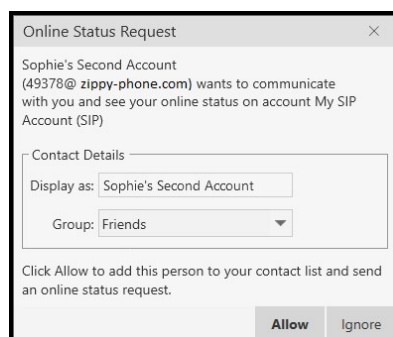 Online Status Request
Sophie's Second Account
(49378@ zippy-phone.com) wants to communicate
with you and see your online status on account My SIP
Account (SIP)
Contact Details
Display as: Sophie's Second Account
Group: Friends
Click Allow to add this person to your contact list and send
an online status request.
Allow Ignore